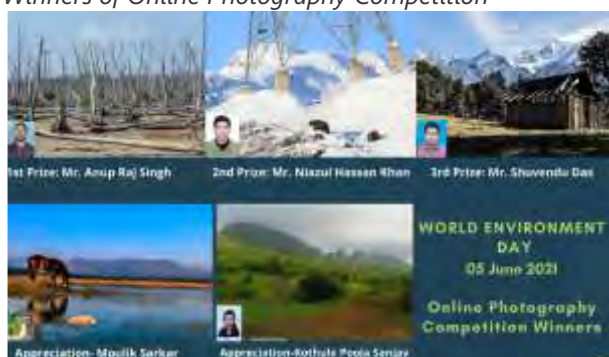 Winners of Online Photography Competition
1st Prize: Mr. Anup Raj Singh
2nd Prize: Mr. Niazul Hassan Khan
3rd Prize: Mr. Shuvendu Das
WORLD ENVIRONMENT
DAY
05 June 2021
Online Photography
Competition Winners
Appreciation- Moulik Sarkar
Appreciation-Kothule Pooja Sanjay